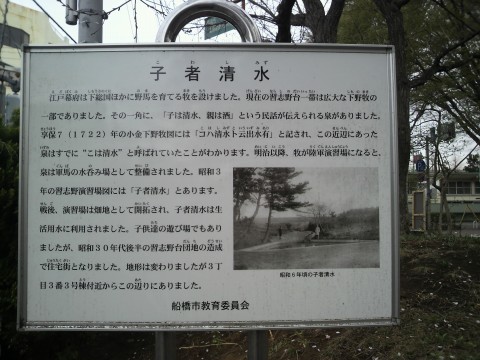 子者清水
江戸幕府は下総国ほかに野馬を育てる牧を設けました。現在の習志野台一帯は広大な下野牧の
一部でありました。その一角に、「子は清水、親は酒」という民話が伝えられる泉がありました。
享保7(1722)年の小金下野牧図には「コハ清水ト云出水有」と記され、この辺にあった
泉はすでに"こは清水"と呼ばれていたことがわかります。明治以降、牧が陸軍演習場になると、
泉は軍馬の水呑み場として整備されました。昭和3
年の習志野演習場図には「子者清水」とあります。
戦後、演習場は畑地として開拓され、子者清水は生
活用水に利用されました。子供達の遊び場でもあり
ましたが、昭和30年代後半の習志野台団地の造成
で住宅街となりました。地形は変わりましたが3丁
目3番3号棟付近からこの辺りにありました。
昭和6年頃の子者清水
船橋市教育委員会